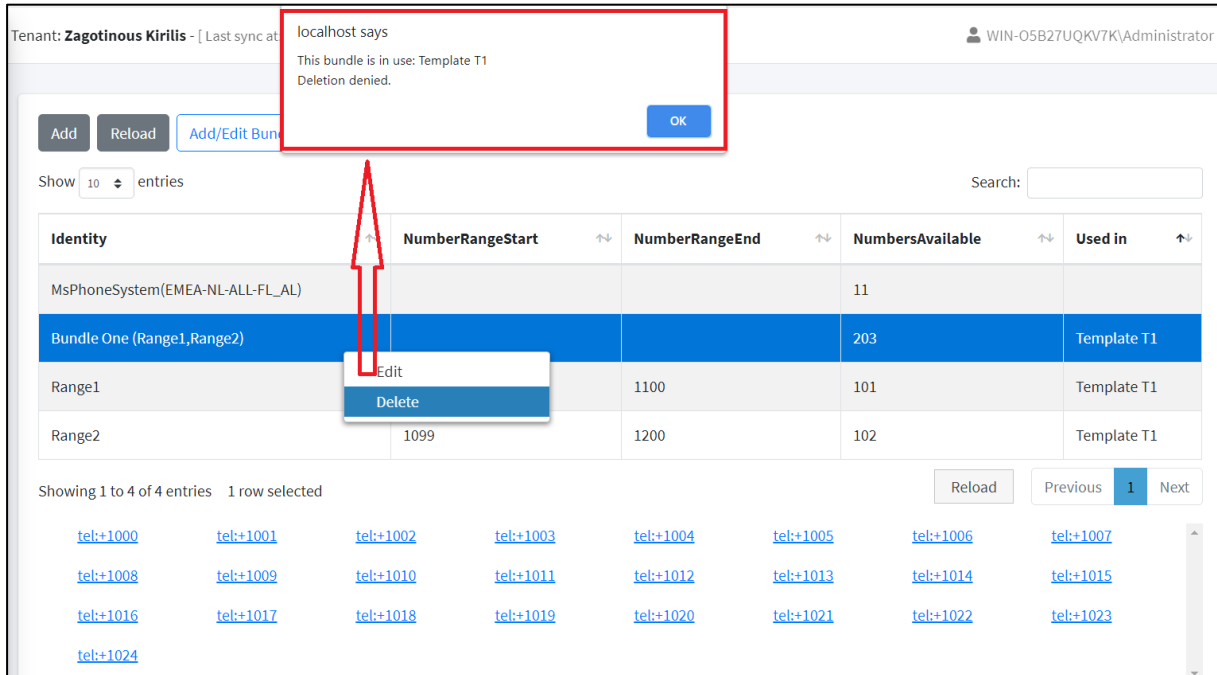 Tenant: Zagotinous Kirilis - [ Last sync at
WIN-O5B27UQKV7K\Administrator
localhost says
This bundle is in use: Template T1
Deletion denied.
OK
Add Reload Add/Edit Bun
Show 10 entries
Search:
Identity NumberRangeStart NumberRangeEnd NumbersAvailable Used in
MsPhoneSystem(EMEA-NL-ALL-FL_AL) 11
Bundle One (Range1,Range2) 203 Template T1
Edit
Range1 1100 101 Template T1
Delete
Range2 1099 1200 102 Template T1
Showing 1 to 4 of 4 entries 1 row selected
Reload Previous 1 Next
tel:+1000 tel:+1001 tel:+1002 tel:+1003 tel:+1004 tel:+1005 tel:+1006 tel:+1007
tel:+1008 tel:+1009 tel:+1010 tel:+1011 tel:+1012 tel:+1013 tel:+1014 tel:+1015
tel:+1016 tel:+1017 tel:+1018 tel:+1019 tel:+1020 tel:+1021 tel:+1022 tel:+1023
tel:+1024